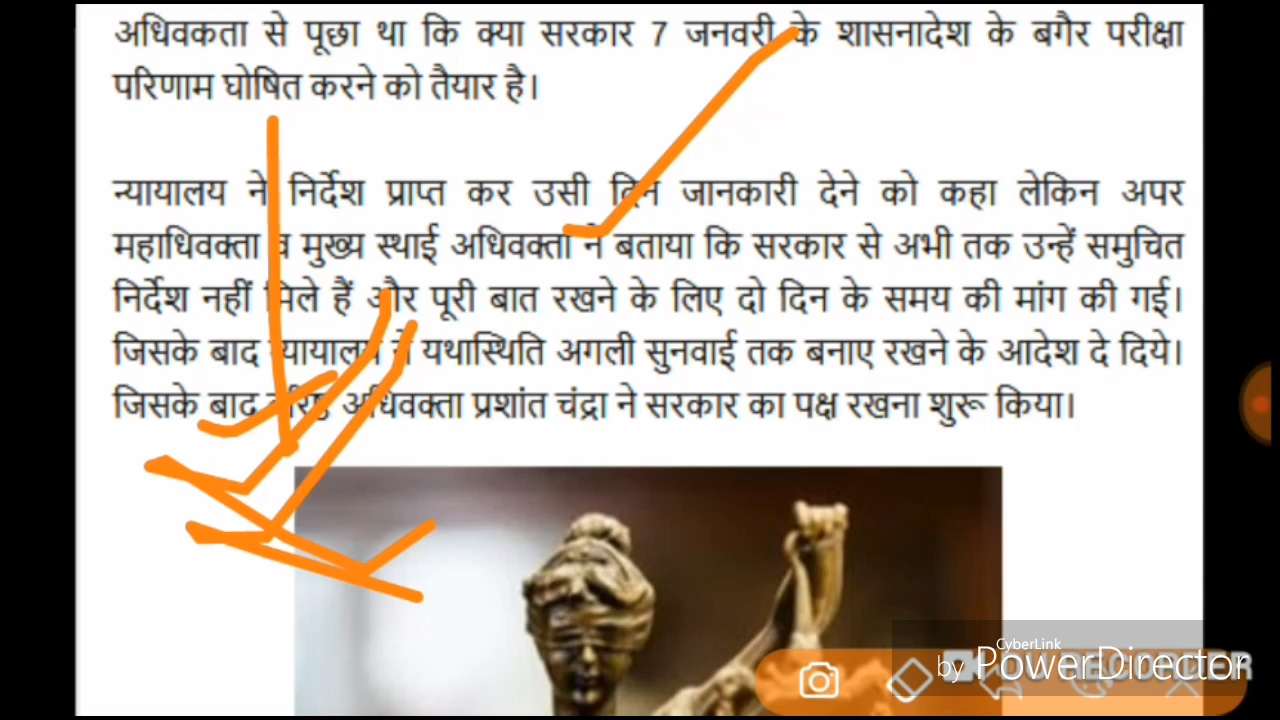 अधिवकता से पूछा था कि क्या सरकार 7 जनवरी के शासनादेश के बगैर परीक्षा
परिणाम घोषित करने को तैयार है।
न्यायालय ने निर्देश प्राप्त कर उसी दिन जानकारी देने को कहा लेकिन अपर
महाधिवक्ता व मुख्य स्थाई अधिवक्ता ने बताया कि सरकार से अभी तक उन्हें समुचित
निर्देश नहीं मिले हैं और पूरी बात रखने के लिए दो दिन के समय की मांग की गई।
जिसके बाद न्यायालय ने यथास्थिति अगली सुनवाई तक बनाए रखने के आदेश दे दिये।
जिसके बाद वरिष्ठ अधिवक्ता प्रशांत चंद्रा ने सरकार का पक्ष रखना शुरू किया।
CyberLink
by PowerDirector
RECORDER